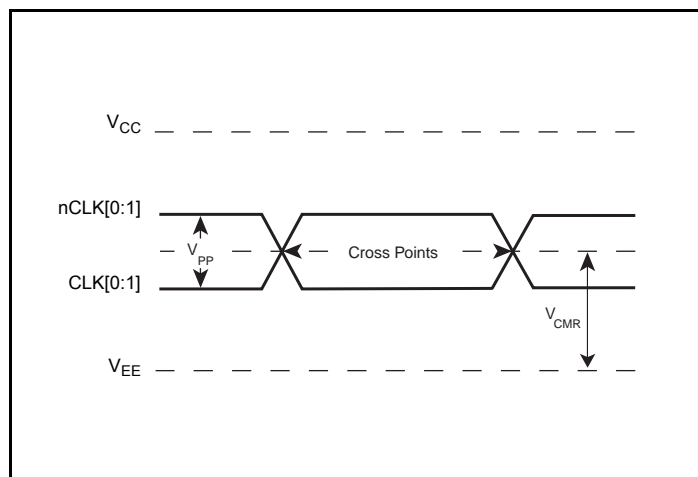 VCC
nCLK[0:1]
VPP
Cross Points
CLK[0:1]
VCMR
VEE